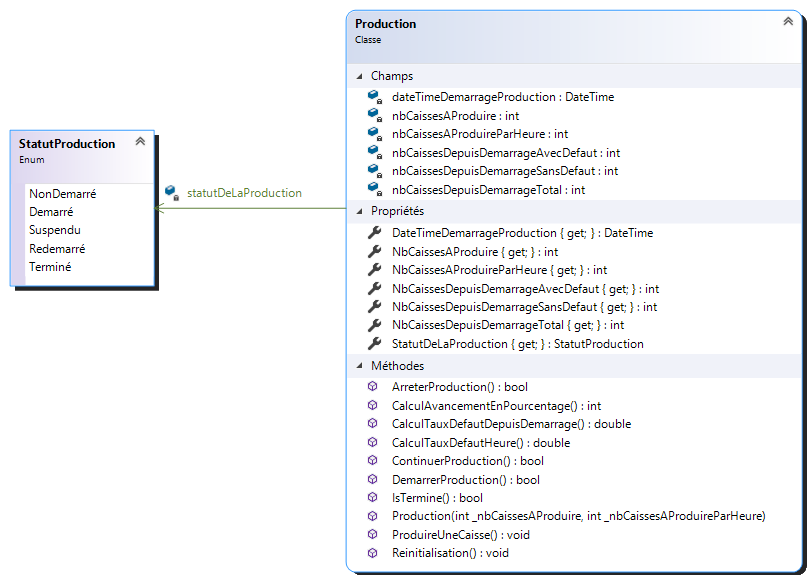 StatutProduction
Enum
NonDemarré
Demarré
Suspendu
Redemarré
Terminé
statutDeLaProduction
Production
Classe
Champs
dateTimeDemarrageProduction : DateTime
nbCaissesAProduire : int
nbCaissesAProduireParHeure : int
nbCaissesDepuisDemarrageAvecDefaut : int
nbCaissesDepuisDemarrageSansDefaut : int
nbCaissesDepuisDemarrageTotal : int
Propriétés
DateTimeDemarrageProduction { get; } : DateTime
NbCaissesAProduire { get; } : int
NbCaissesAProduireParHeure { get; } : int
NbCaissesDepuisDemarrageAvecDefaut { get; } : int
NbCaissesDepuisDemarrageSansDefaut { get; } : int
NbCaissesDepuisDemarrageTotal { get; } : int
StatutDeLaProduction { get; } : StatutProduction
Méthodes
ArreterProduction() : bool
CalculAvancementEnPourcentage() : int
CalculTauxDefautDepuisDemarrage() : double
CalculTauxDefautHeure() : double
ContinuerProduction() : bool
DemarrerProduction() : bool
IsTermine() : bool
Production(int _nbCaissesAProduire, int _nbCaissesAProduireParHeure)
ProduireUneCaisse() : void
Reinitialisation() : void